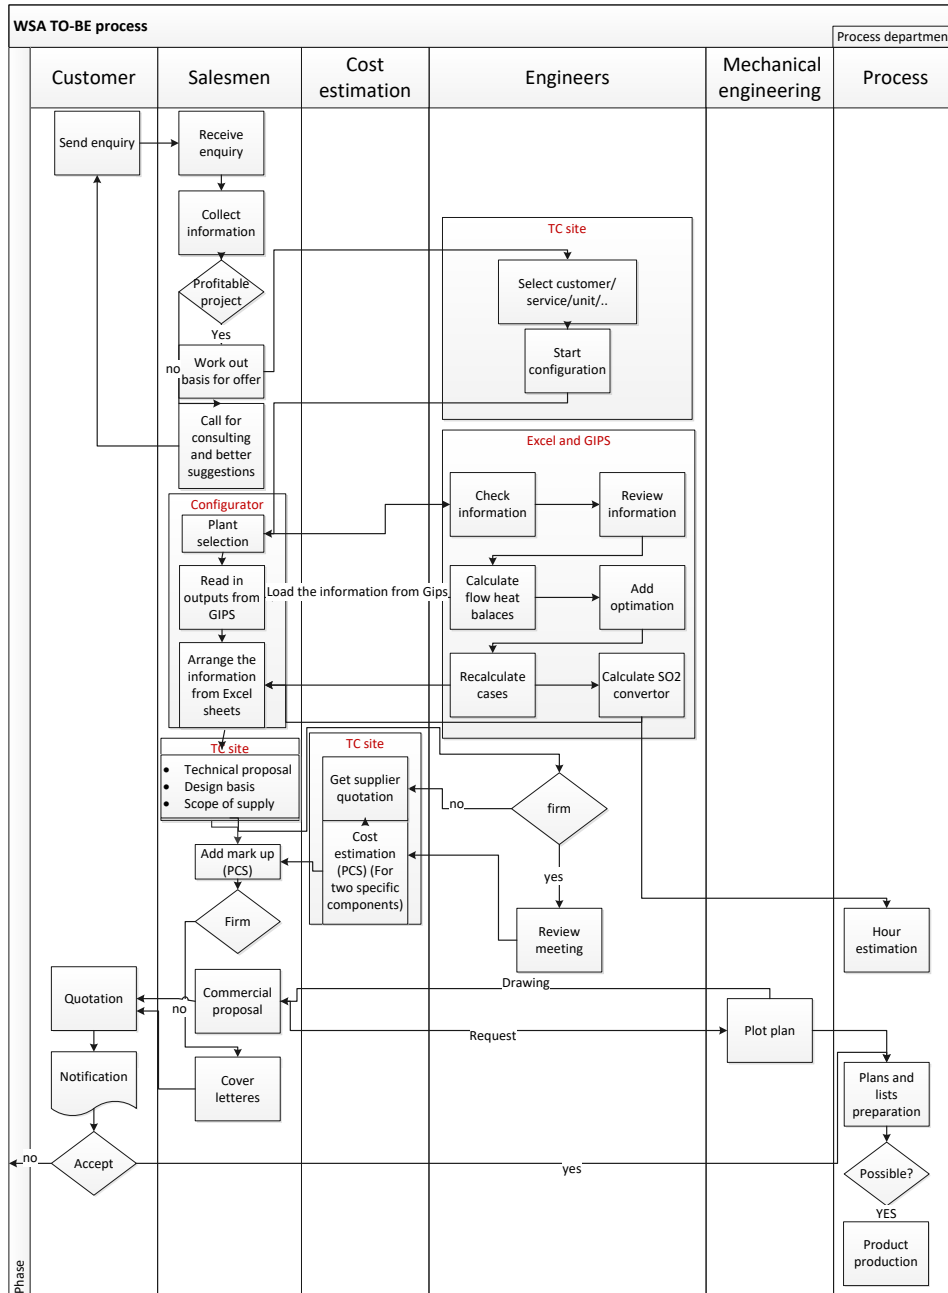 WSA TO-BE process
Process departmen
Customer
Salesmen
Cost
estimation
Engineers
Mechanical
engineering
Process
Send enquiry
Receive
enquiry
Collect
information
TC site
Profitable
project
Select customer/
service/unit/..
Yes
no
Work out
basis for offer
Start
configuration
Call for
consulting
and better
suggestions
Excel and GIPS
Configurator
Plant
selection
Check
information
Review
information
Read in
outputs from
GIPS
Load the information from Gips
Calculate
flow heat
balaces
Add
optimation
Arrange the
information
from Excel
sheets
Recalculate
cases
Calculate SO2
convertor
TC site
• Technical proposal
• Design basis
• Scope of supply
TC site
Get supplier
quotation
no
firm
Add mark up
(PCS)
Cost
estimation
(PCS) (For
two specific
components)
yes
Firm
Review
meeting
Hour
estimation
Drawing
Quotation
no
Commercial
proposal
Request
Plot plan
Notification
Cover
letteres
Plans and
lists
preparation
no
Accept
yes
Possible?
YES
Product
production
Phase